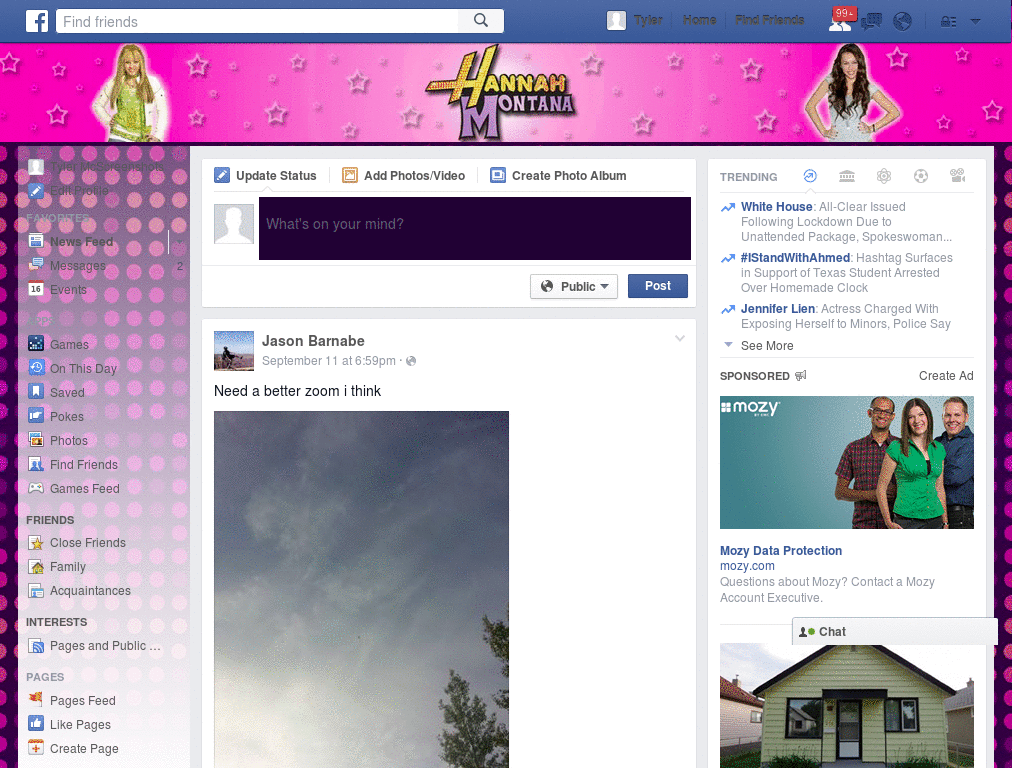 Find friends
Tyler
Home
Find Friends
99+
HANNAH
MONTANA
Edit Profile
FAVORITES
News Feed
Messages
2
16
Events
Games
On This Day
Saved
Pokes
Photos
Find Friends
Games Feed
FRIENDS
Close Friends
Family
Acquaintances
INTERESTS
Pages and Public ...
PAGES
Pages Feed
Like Pages
Create Page
Update Status
Add Photos/Video
Create Photo Album
What's on your mind?
Public
Post
Jason Barnabe
September 11 at 6:59pm ·
Need a better zoom i think
TRENDING
White House: All-Clear Issued
Following Lockdown Due to
Unattended Package, Spokeswoman...
#IStandWithAhmed: Hashtag Surfaces
in Support of Texas Student Arrested
Over Homemade Clock
Jennifer Lien: Actress Charged With
Exposing Herself to Minors, Police Say
See More
SPONSORED
Create Ad
mozy
BY EMC
Mozy Data Protection
mozy.com
Questions about Mozy? Contact a Mozy
Account Executive.
Chat